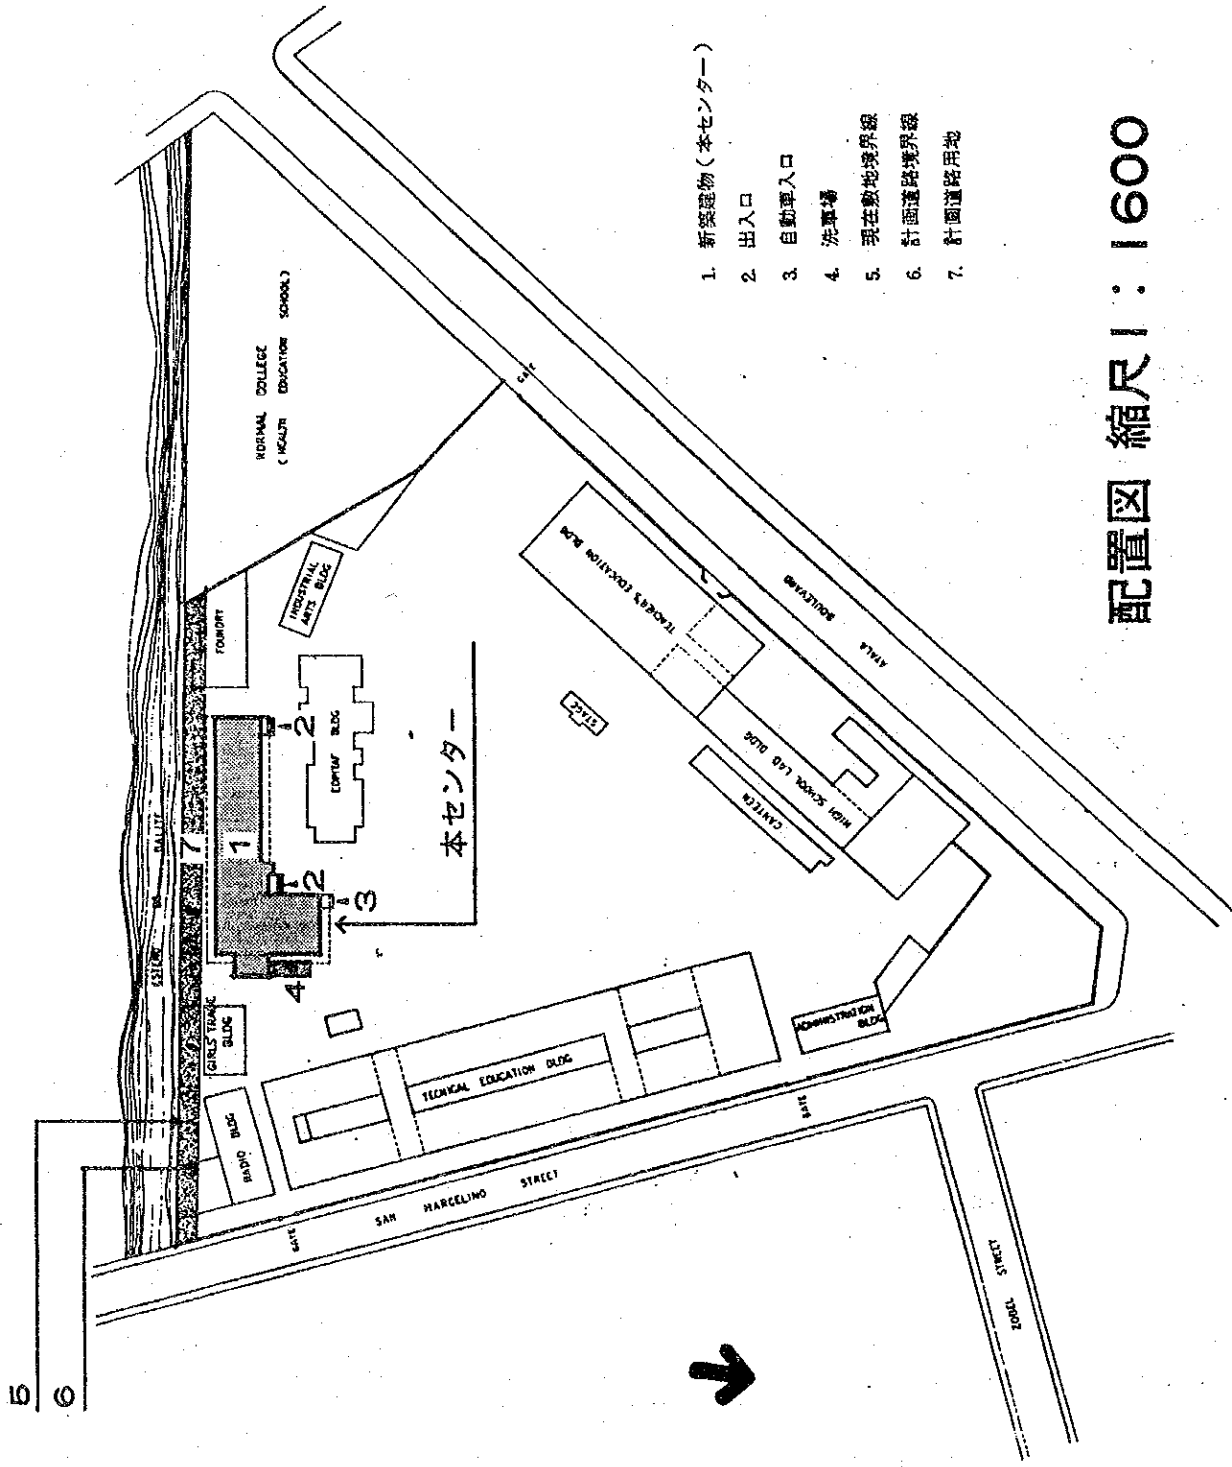 配置図 縮尺 1:1600
1. 新築建物(本センター)
2. 出入口
3. 自動車入口
4. 洗車場
5. 現在敷地境界線
6. 計画道路境界線
7. 計画道路用地
NORMAL COLLEGE
( HEALTH EDUCATION SCHOOL)
5
6
ESTERO DE BALETE
7
1
2
2
3
4
本センター
FOUNDRY
INDUSTRIAL
ARTS BLDG
EDPITAF BLDG
GIRLS TRADE
BLDG
RADIO BLDG
TECNICAL EDUCATION BLDG
ADMINISTRATION
BLDG
STAGE
CANTEEN
HIGH SCHOOL LAB BLDG
TEACHER'S EDUCATION BLDG
GATE
GATE
GATE
AYALA BOULEVARD
SAN MARCELINO STREET
ZOBEL STREET